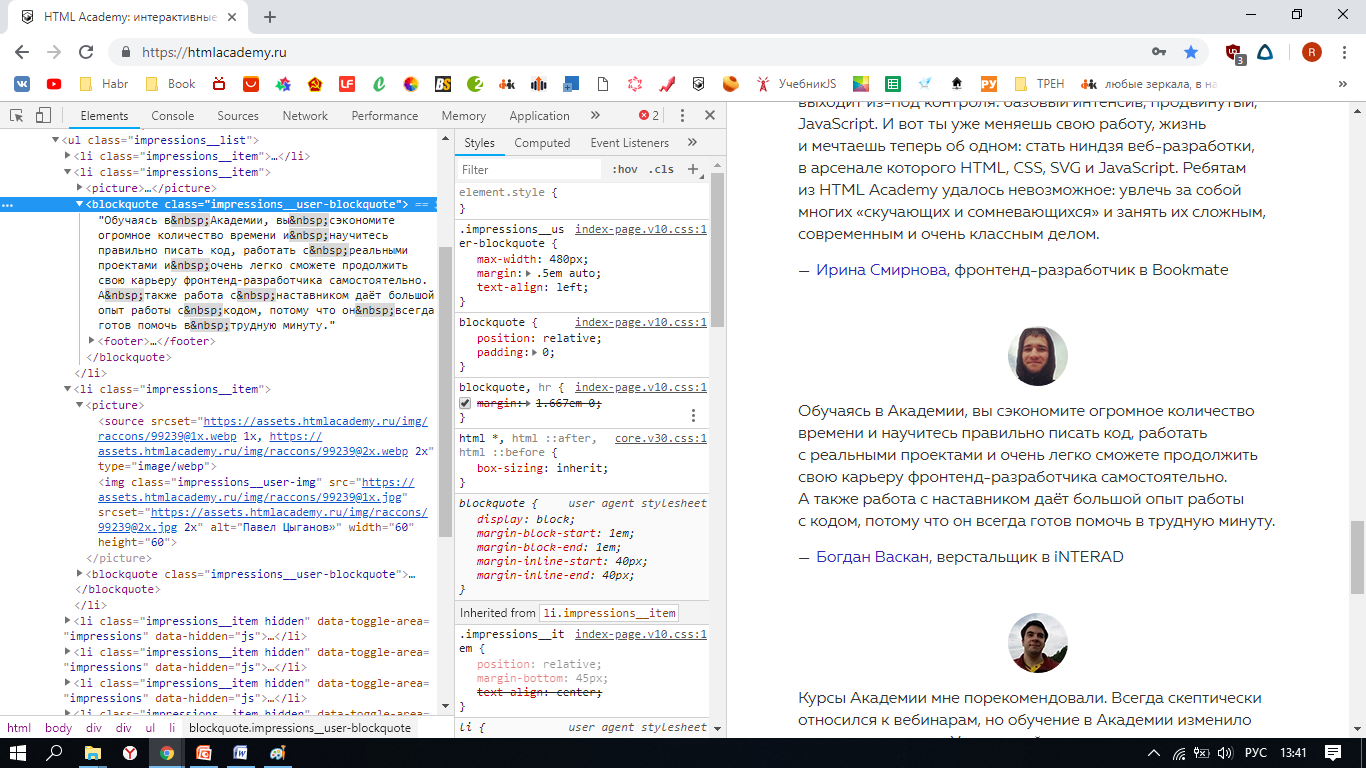 HTML Academy: интерактивные
https://htmlacademy.ru
3
R
Habr
Book
УчебникJS
ТРЕН
любые зеркала, в на
Elements Console Sources Network Performance Memory Application » 2
<ul class="impressions__list">
<li class="impressions__item">…</li>
<li class="impressions__item">
<picture>…</picture>
<blockquote class="impressions__user-blockquote"> ==
"Обучаясь в&nbsp;Академии, вы&nbsp;сэкономите
огромное количество времени и&nbsp;научитесь
правильно писать код, работать с&nbsp;реальными
проектами и&nbsp;очень легко сможете продолжить
свою карьеру фронтенд-разработчика самостоятельно.
А&nbsp;также работа с&nbsp;наставником даёт большой
опыт работы с&nbsp;кодом, потому что он&nbsp;всегда
готов помочь в&nbsp;трудную минуту."
<footer>…</footer>
</blockquote>
</li>
<li class="impressions__item">
<picture>
<source srcset="https://assets.htmlacademy.ru/img/
raccons/99239@1x.webp 1x, https://
assets.htmlacademy.ru/img/raccons/99239@2x.webp 2x"
type="image/webp">
<img class="impressions__user-img" src="https://
assets.htmlacademy.ru/img/raccons/99239@1x.jpg"
srcset="https://assets.htmlacademy.ru/img/raccons/
99239@2x.jpg 2x" alt="Павел Цыганов»" width="60"
height="60">
</picture>
<blockquote class="impressions__user-blockquote">…
</blockquote>
</li>
<li class="impressions__item hidden" data-toggle-area=
"impressions" data-hidden="js">…</li>
<li class="impressions__item hidden" data-toggle-area=
"impressions" data-hidden="js">…</li>
<li class="impressions__item hidden" data-toggle-area=
"impressions" data-hidden="js">…</li>
<li class="impressions__item hidden" data-toggle-area=
html body div div ul li blockquote.impressions__user-blockquote
Styles Computed Event Listeners »
Filter :hov .cls +
element.style {
}
.impressions__us index-page.v10.css:1
er-blockquote {
max-width: 480px;
margin: .5em auto;
text-align: left;
}
blockquote { index-page.v10.css:1
position: relative;
padding: 0;
}
blockquote, hr { index-page.v10.css:1
margin: 1.667em 0;
}
html *, html ::after, core.v30.css:1
html ::before {
box-sizing: inherit;
}
blockquote { user agent stylesheet
display: block;
margin-block-start: 1em;
margin-block-end: 1em;
margin-inline-start: 40px;
margin-inline-end: 40px;
}
Inherited from li.impressions__item
.impressions__it index-page.v10.css:1
em {
position: relative;
margin-bottom: 45px;
text-align: center;
}
li { user agent stylesheet
выходит из-под контроля: базовый интенсив, продвинутый,
JavaScript. И вот ты уже меняешь свою работу, жизнь
и мечтаешь теперь об одном: стать ниндзя веб-разработки,
в арсенале которого HTML, CSS, SVG и JavaScript. Ребятам
из HTML Academy удалось невозможное: увлечь за собой
многих «скучающих и сомневающихся» и занять их сложным,
современным и очень классным делом.
— Ирина Смирнова, фронтенд-разработчик в Bookmate
Обучаясь в Академии, вы сэкономите огромное количество
времени и научитесь правильно писать код, работать
с реальными проектами и очень легко сможете продолжить
свою карьеру фронтенд-разработчика самостоятельно.
А также работа с наставником даёт большой опыт работы
с кодом, потому что он всегда готов помочь в трудную минуту.
— Богдан Васкан, верстальщик в iNTERAD
Курсы Академии мне порекомендовали. Всегда скептически
относился к вебинарам, но обучение в Академии изменило
РУС 13:41